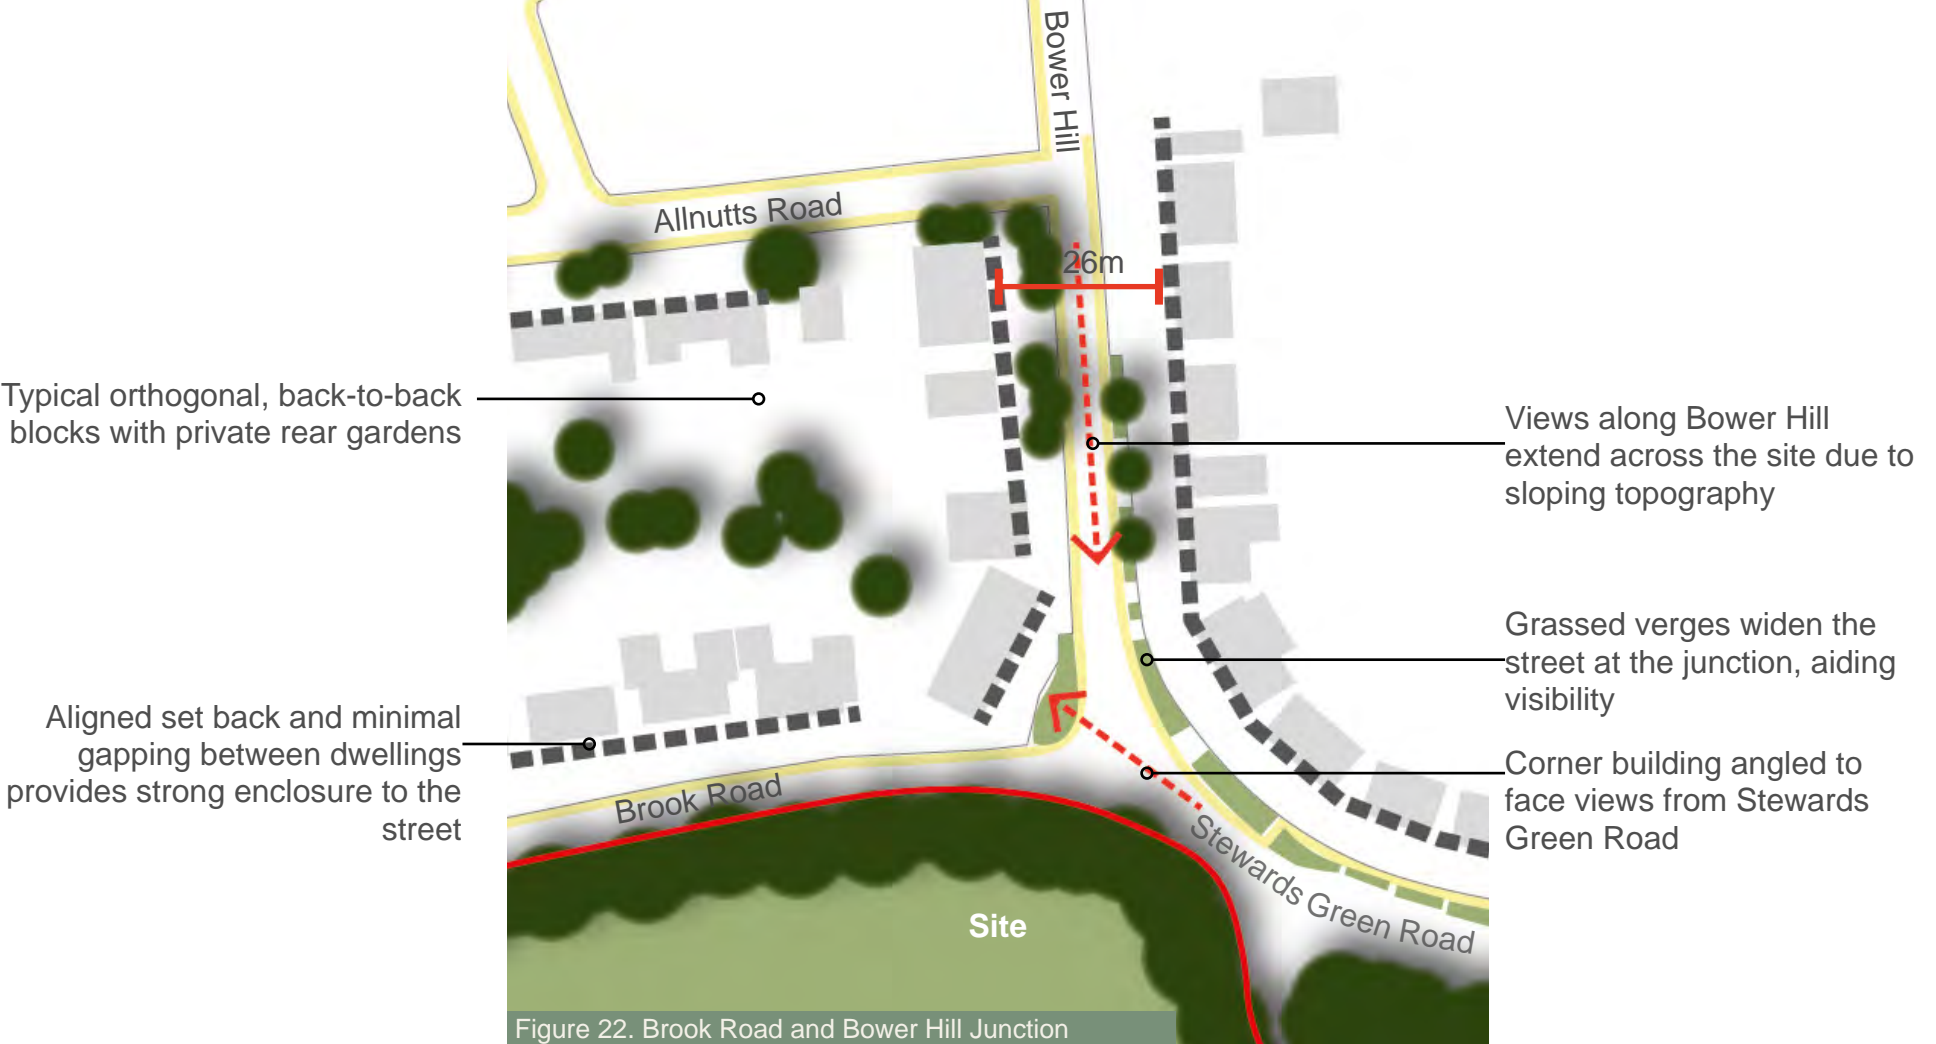 Bower Hill
Allnutts Road
26m
Typical orthogonal, back-to-back
blocks with private rear gardens
Views along Bower Hill
extend across the site due to
sloping topography
Grassed verges widen the
street at the junction, aiding
visibility
Aligned set back and minimal
gapping between dwellings
provides strong enclosure to the
street
Corner building angled to
face views from Stewards
Green Road
Brook Road
Stewards Green Road
Site
Figure 22. Brook Road and Bower Hill Junction